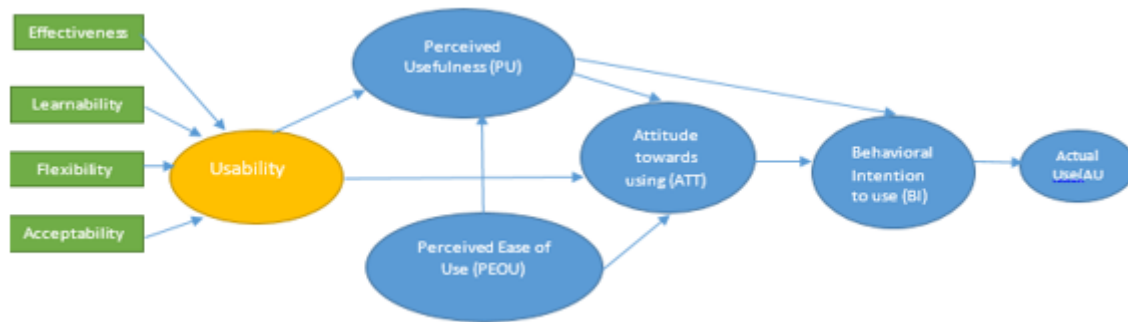 Effectiveness
Learnability
Flexibility
Acceptability
Usability
Perceived
Usefulness (PU)
Perceived Ease of
Use (PEOU)
Attitude
towards
using (ATT)
Behavioral
Intention
to use (BI)
Actual
Use(AU